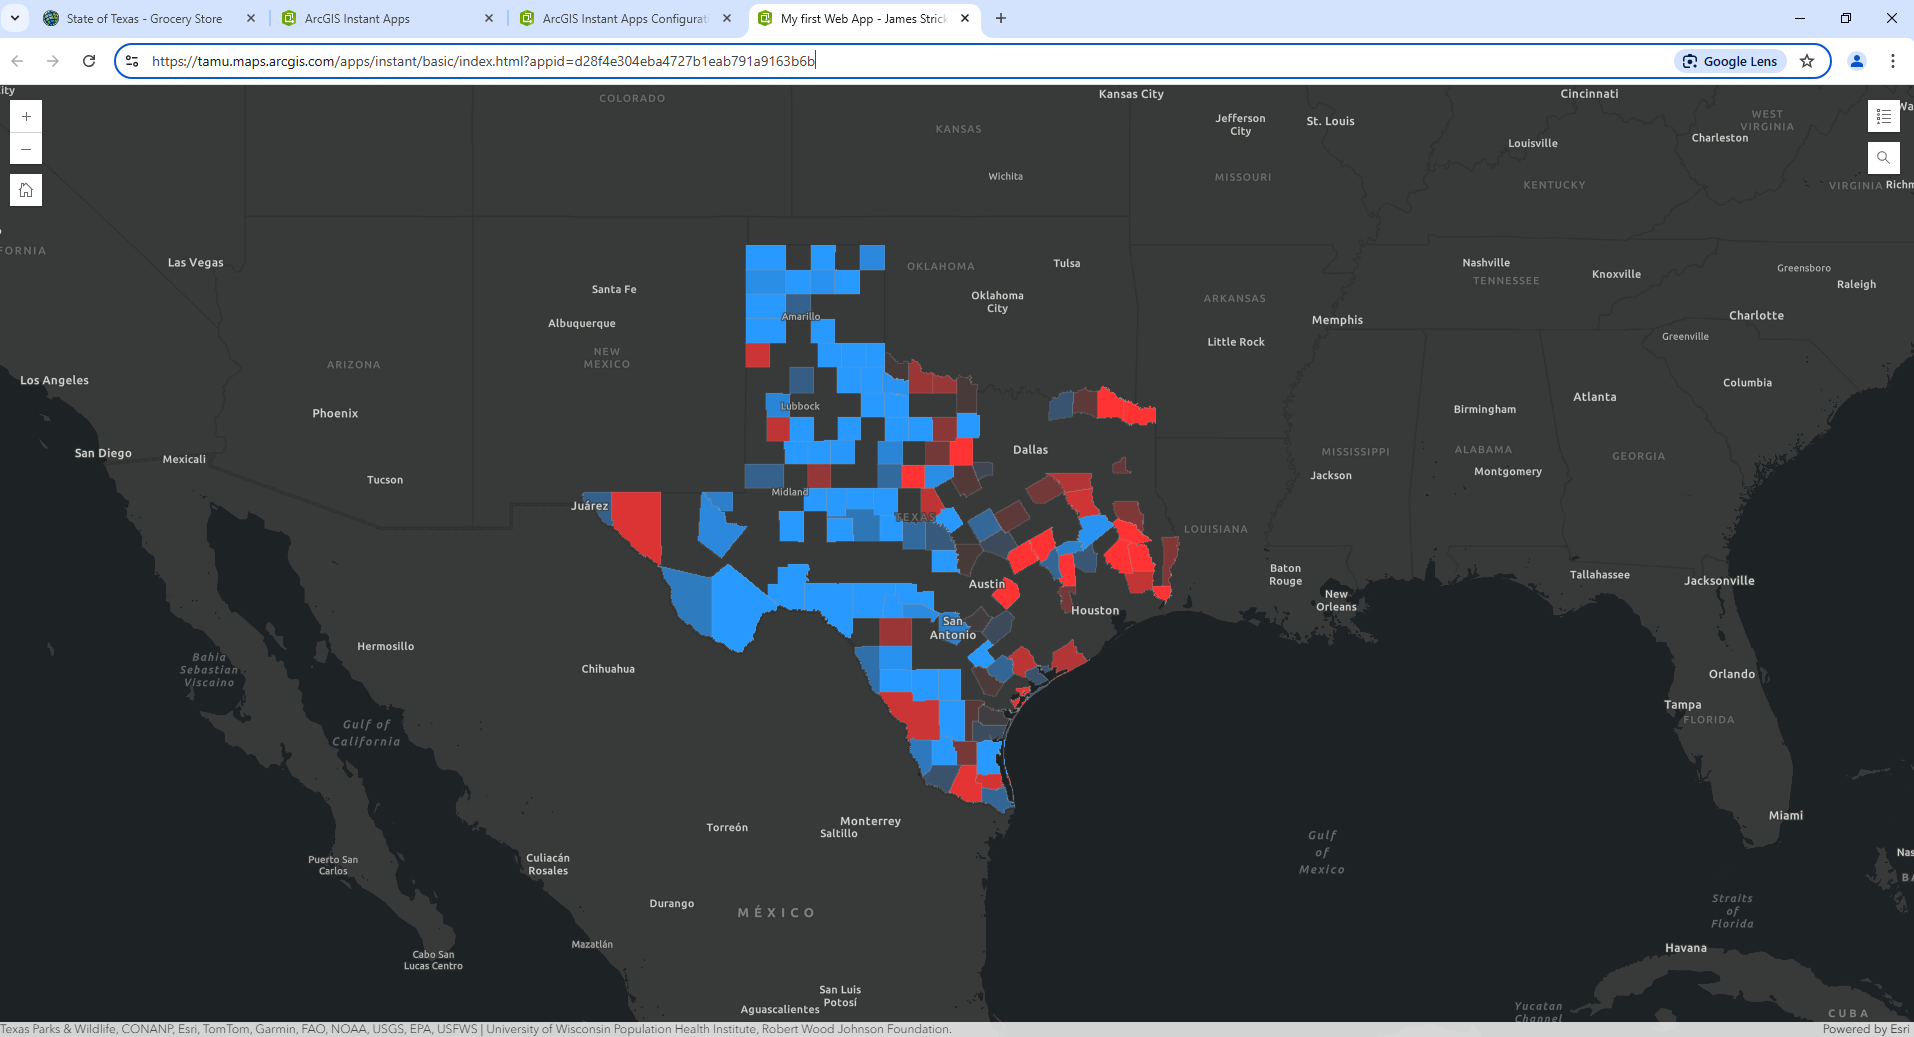 State of Texas - Grocery Store
ArcGIS Instant Apps
ArcGIS Instant Apps Configurati
My first Web App - James Strick
https://tamu.maps.arcgis.com/apps/instant/basic/index.html?appid=d28f4e304eba4727b1eab791a9163b6b
Google Lens
ity
COLORADO
Kansas City
Cincinnati
Wa
KANSAS
Jefferson
City
St. Louis
WEST
VIRGINIA
Charleston
Louisville
Wichita
MISSOURI
KENTUCKY
VIRGINIA
Richm
FORNIA
Las Vegas
OKLAHOMA
Tulsa
Nashville
TENNESSEE
Knoxville
Greensboro
Raleigh
Santa Fe
Oklahoma
City
ARKANSAS
Amarillo
Albuquerque
Memphis
Charlotte
Greenville
Little Rock
NEW
MEXICO
ARIZONA
Los Angeles
Columbia
Atlanta
Lubbock
Phoenix
Birmingham
Dallas
San Diego
Mexicali
MISSISSIPPI
ALABAMA
GEORGIA
Tucson
Jackson
Montgomery
Midland
Juárez
TEXAS
LOUISIANA
Baton
Rouge
Tallahassee
Jacksonville
Austin
New
Orleans
Houston
San
Antonio
Hermosillo
Bahia
Sebastian
Viscaino
Chihuahua
Orlando
Tampa
FLORIDA
Gulf of
California
Miami
Torreón
Monterrey
Saltillo
Gulf
of
Mexico
Puerto San
Carlos
Culiacán
Rosales
Nas
BA
Durango
MÉXICO
Straits
of
Florida
Mazatlán
Havana
Cabo San
Lucas Centro
San Luis
Potosí
Aguascalientes
Yucatan
Channel
CUBA
Texas Parks & Wildlife, CONANP, Esri, TomTom, Garmin, FAO, NOAA, USGS, EPA, USFWS | University of Wisconsin Population Health Institute, Robert Wood Johnson Foundation.
Powered by Esri